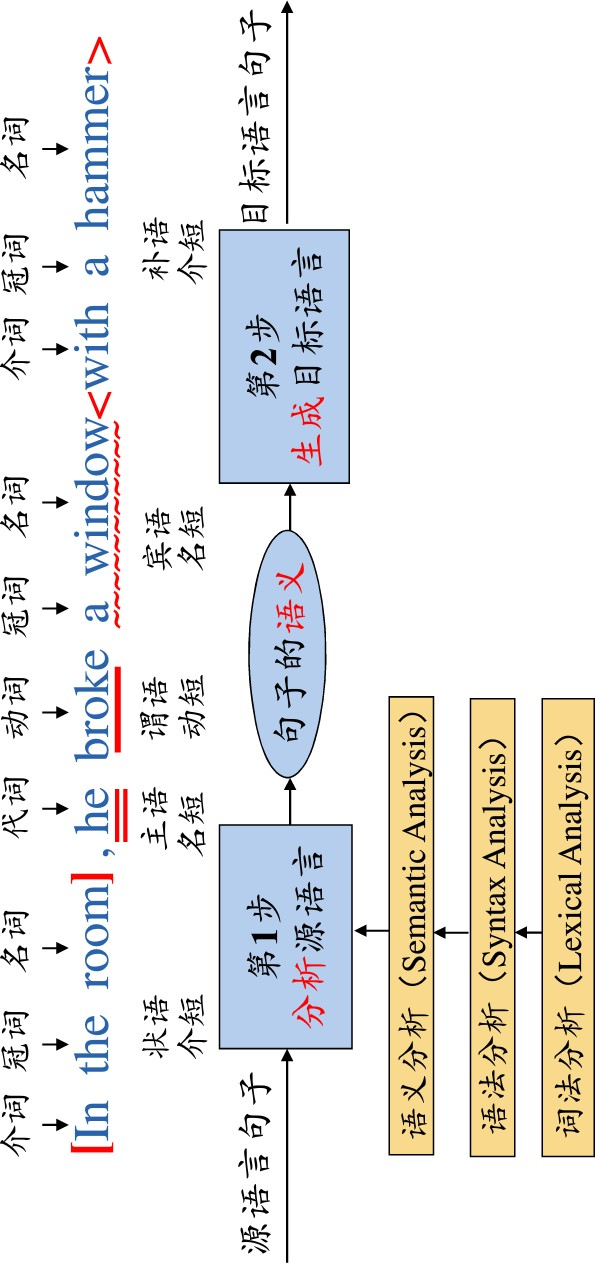 介词 冠词 名词 代词 动词 冠词 名词 介词 冠词 名词
[In the room] , he broke a window<with a hammer>
状语 主语 谓语 宾语 补语
介短 名短 动短 名短 介短
源语言句子
第1步
分析源语言
句子的语义
第2步
生成目标语言
目标语言句子
语义分析（Semantic Analysis）
语法分析（Syntax Analysis）
词法分析（Lexical Analysis）